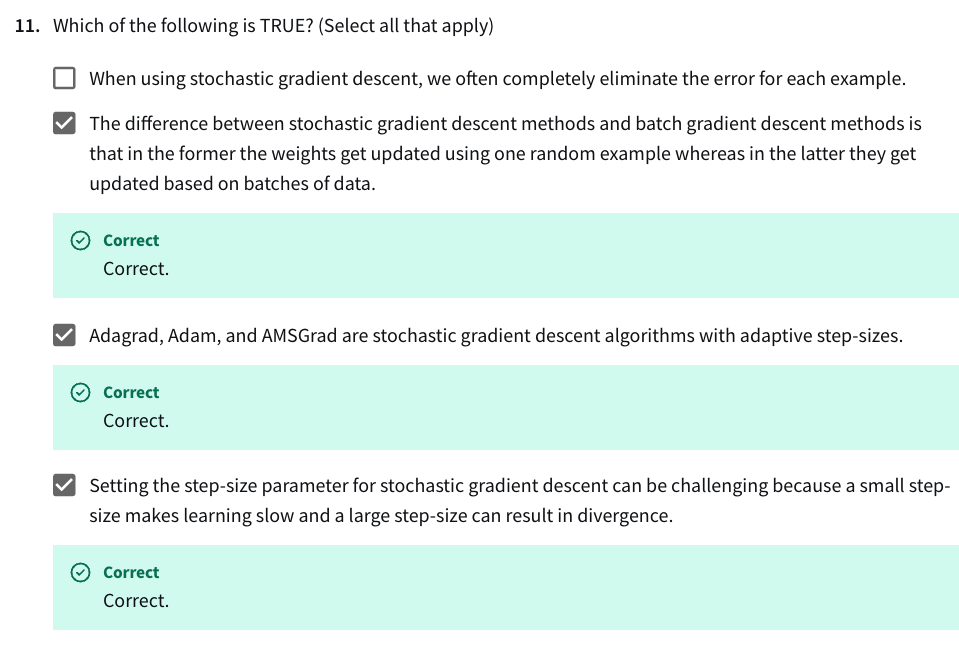 11. Which of the following is TRUE? (Select all that apply)
When using stochastic gradient descent, we often completely eliminate the error for each example.
The difference between stochastic gradient descent methods and batch gradient descent methods is
that in the former the weights get updated using one random example whereas in the latter they get
updated based on batches of data.
Correct
Correct.
Adagrad, Adam, and AMSGrad are stochastic gradient descent algorithms with adaptive step-sizes.
Correct
Correct.
Setting the step-size parameter for stochastic gradient descent can be challenging because a small step-
size makes learning slow and a large step-size can result in divergence.
Correct
Correct.